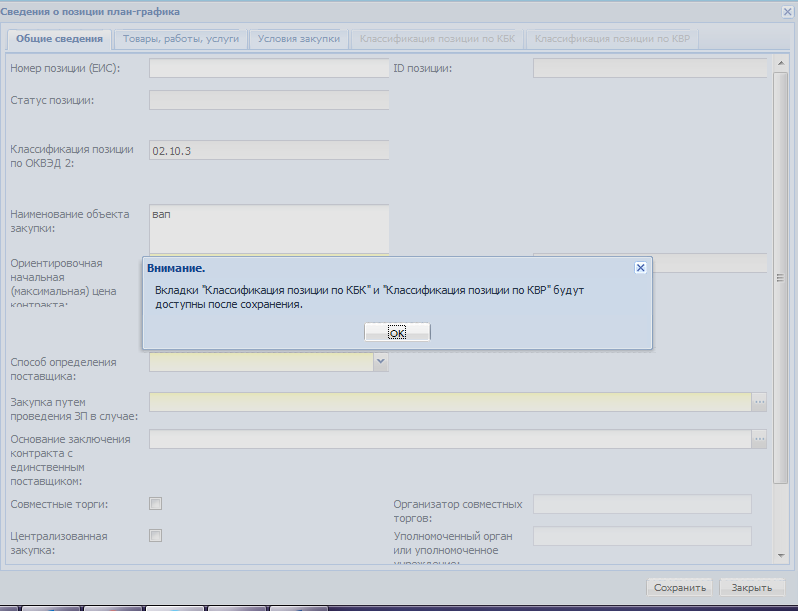 Сведения о позиции план-графика
Общие сведения Товары, работы, услуги Условия закупки Классификация позиции по КБК Классификация позиции по КВР
Номер позиции (ЕИС): ID позиции:
Статус позиции:
Классификация позиции
по ОКВЭД 2:
02.10.3
Наименование объекта
закупки:
вап
Ориентировочная
начальная
(максимальная) цена
контракта:
Внимание.
Вкладки "Классификация позиции по КБК" и "Классификация позиции по КВР" будут
доступны после сохранения.
ОК
Способ определения
поставщика:
Закупка путем
проведения ЗП в случае:
Основание заключения
контракта с
единственным
поставщиком:
Совместные торги:
Организатор совместных
торгов:
Централизованная
закупка:
Уполномоченный орган
или уполномоченное
учреждение:
Сохранить Закрыть